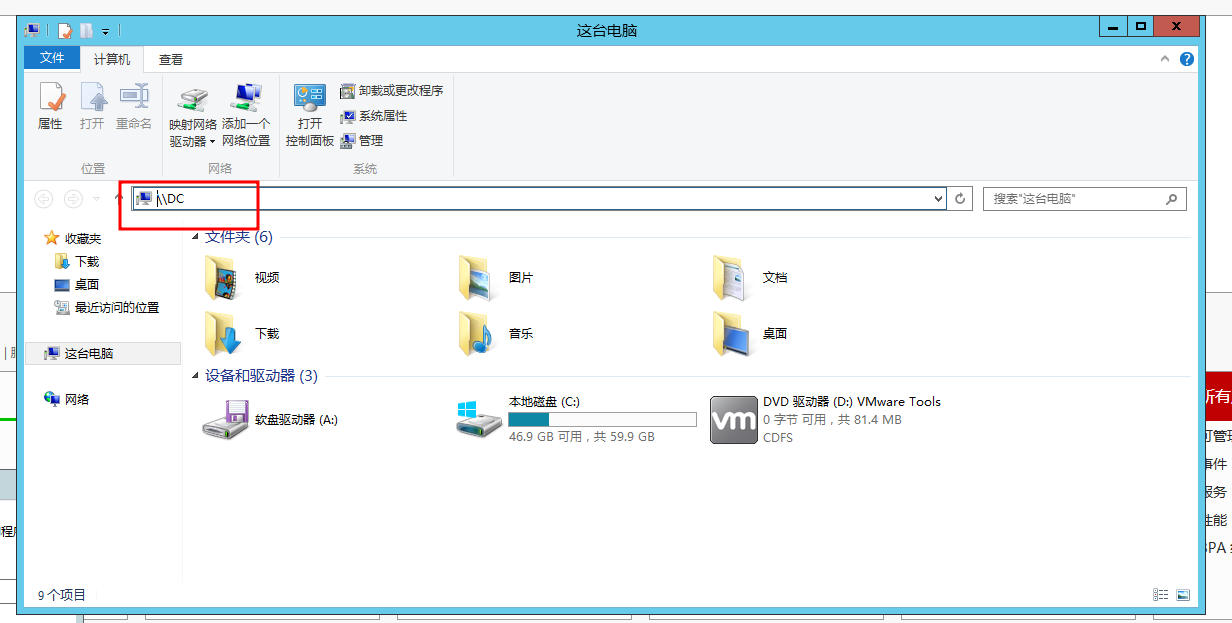 这台电脑
文件 计算机 查看
属性 打开 重命名
映射网络驱动器 添加一个网络位置
打开控制面板
卸载或更改程序
系统属性
管理
位置 网络 系统
\\DC
搜索"这台电脑"
收藏夹
下载
桌面
最近访问的位置
这台电脑
网络
文件夹 (6)
视频 图片 文档
下载 音乐 桌面
设备和驱动器 (3)
软盘驱动器 (A:)
本地磁盘 (C:)
46.9 GB 可用，共 59.9 GB
vm
DVD 驱动器 (D:) VMware Tools
0 字节 可用，共 81.4 MB
CDFS
9 个项目
所有
可管理
事件
服务
性能
BPA